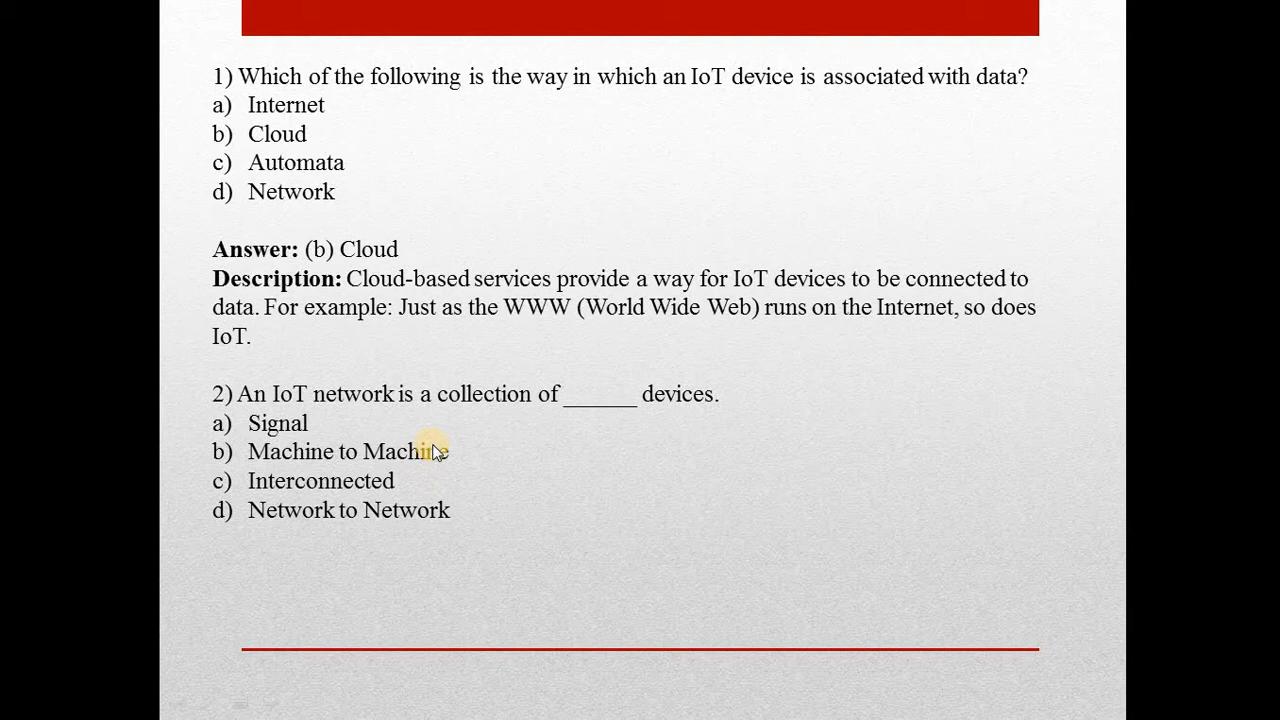 1) Which of the following is the way in which an IoT device is associated with data?
a) Internet
b) Cloud
c) Automata
d) Network
Answer: (b) Cloud
Description: Cloud-based services provide a way for IoT devices to be connected to
data. For example: Just as the WWW (World Wide Web) runs on the Internet, so does
IoT.
2) An IoT network is a collection of ______ devices.
a) Signal
b) Machine to Machine
c) Interconnected
d) Network to Network